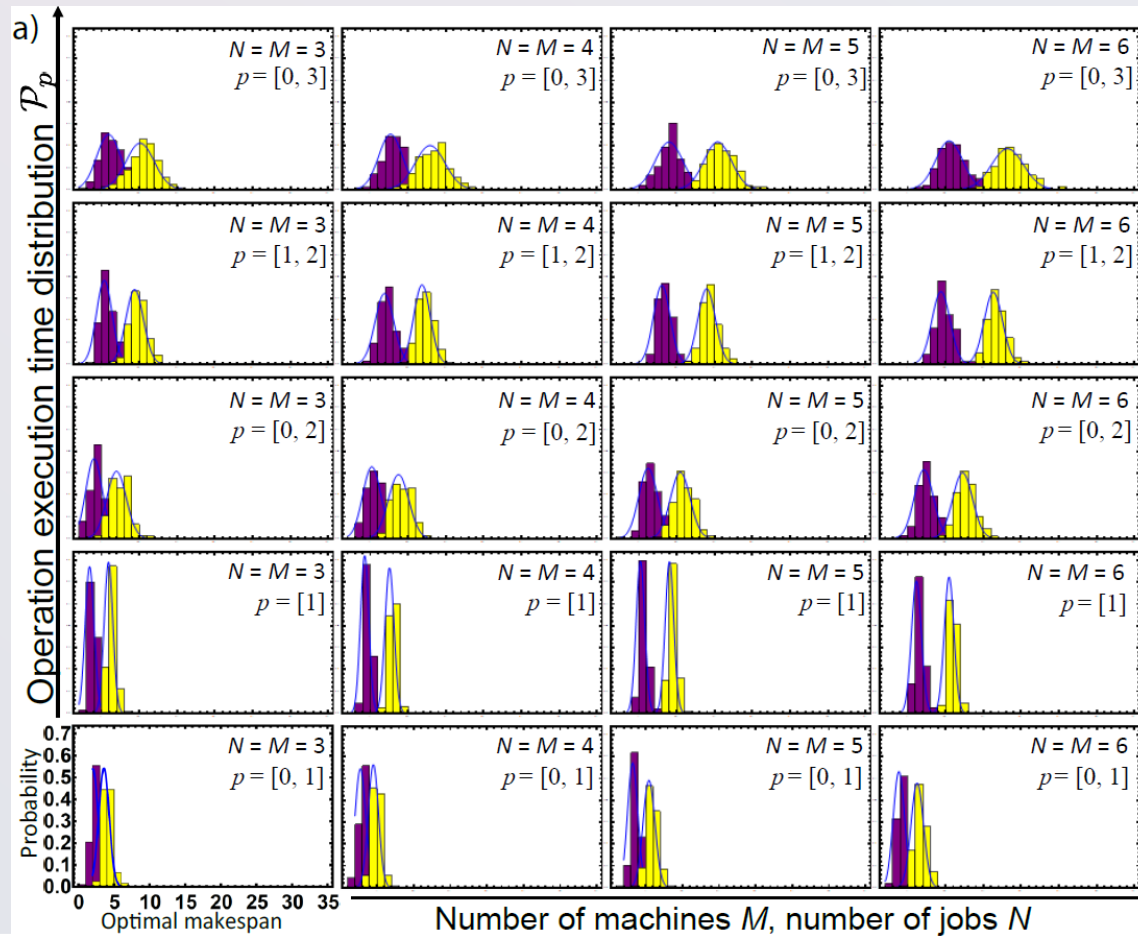 a)
N = M = 3
p = [0, 3]
N = M = 4
p = [0, 3]
N = M = 5
p = [0, 3]
N = M = 6
p = [0, 3]
N = M = 3
p = [1, 2]
N = M = 4
p = [1, 2]
N = M = 5
p = [1, 2]
N = M = 6
p = [1, 2]
N = M = 3
p = [0, 2]
N = M = 4
p = [0, 2]
N = M = 5
p = [0, 2]
N = M = 6
p = [0, 2]
N = M = 3
p = [1]
N = M = 4
p = [1]
N = M = 5
p = [1]
N = M = 6
p = [1]
N = M = 3
p = [0, 1]
N = M = 4
p = [0, 1]
N = M = 5
p = [0, 1]
N = M = 6
p = [0, 1]
Operation execution time distribution 𝒫p
Probability
0.7
0.6
0.5
0.4
0.3
0.2
0.1
0.0
0 5 10 15 20 25 30 35
Optimal makespan
Number of machines M, number of jobs N